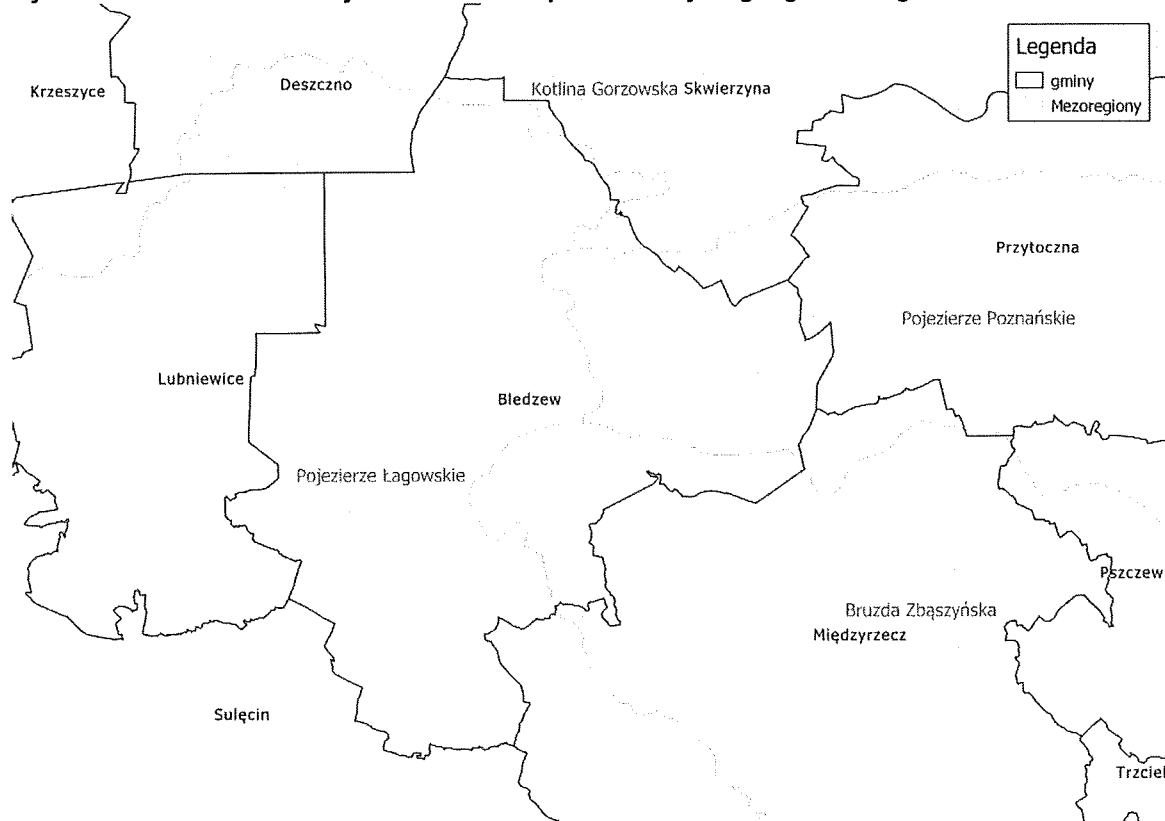 Legenda
gminy
Mezoregiony
Krzeszyce
Deszczno
Kotlina Gorzowska Skwierzyna
Przytoczna
Pojezierze Poznańskie
Lubniewice
Bledzew
Pojezierze Łagowskie
Pszczew
Bruzda Zbąszyńska
Międzyrzecz
Sulęcin
Trzciel